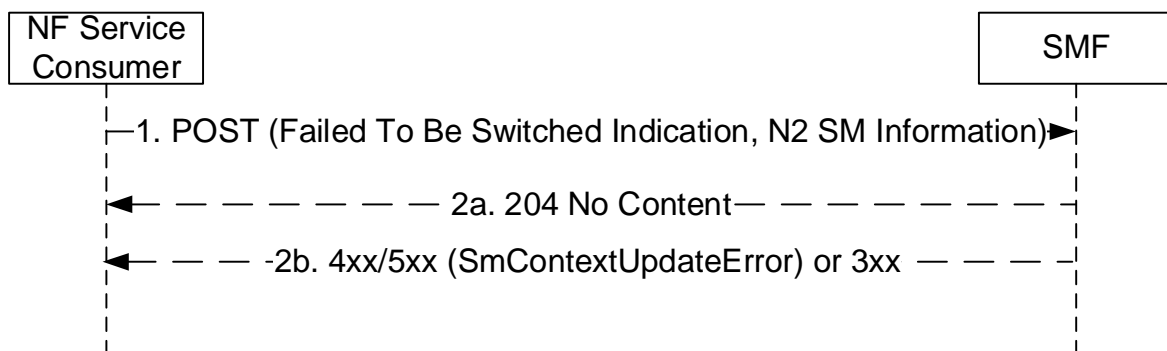 NF Service
Consumer
SMF
1. POST (Failed To Be Switched Indication, N2 SM Information)
2a. 204 No Content
2b. 4xx/5xx (SmContextUpdateError) or 3xx